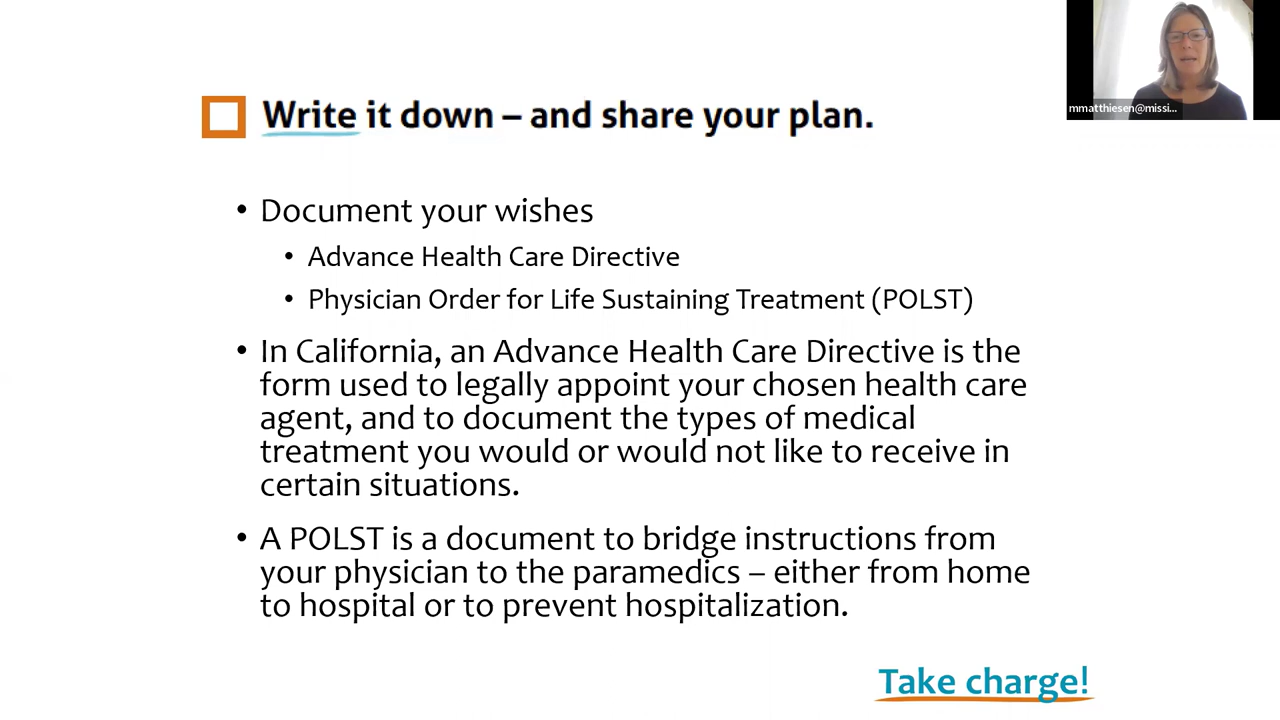 mmatthiesen@missi...
Write it down – and share your plan.
• Document your wishes
• Advance Health Care Directive
• Physician Order for Life Sustaining Treatment (POLST)
• In California, an Advance Health Care Directive is the
form used to legally appoint your chosen health care
agent, and to document the types of medical
treatment you would or would not like to receive in
certain situations.
• A POLST is a document to bridge instructions from
your physician to the paramedics – either from home
to hospital or to prevent hospitalization.
Take charge!